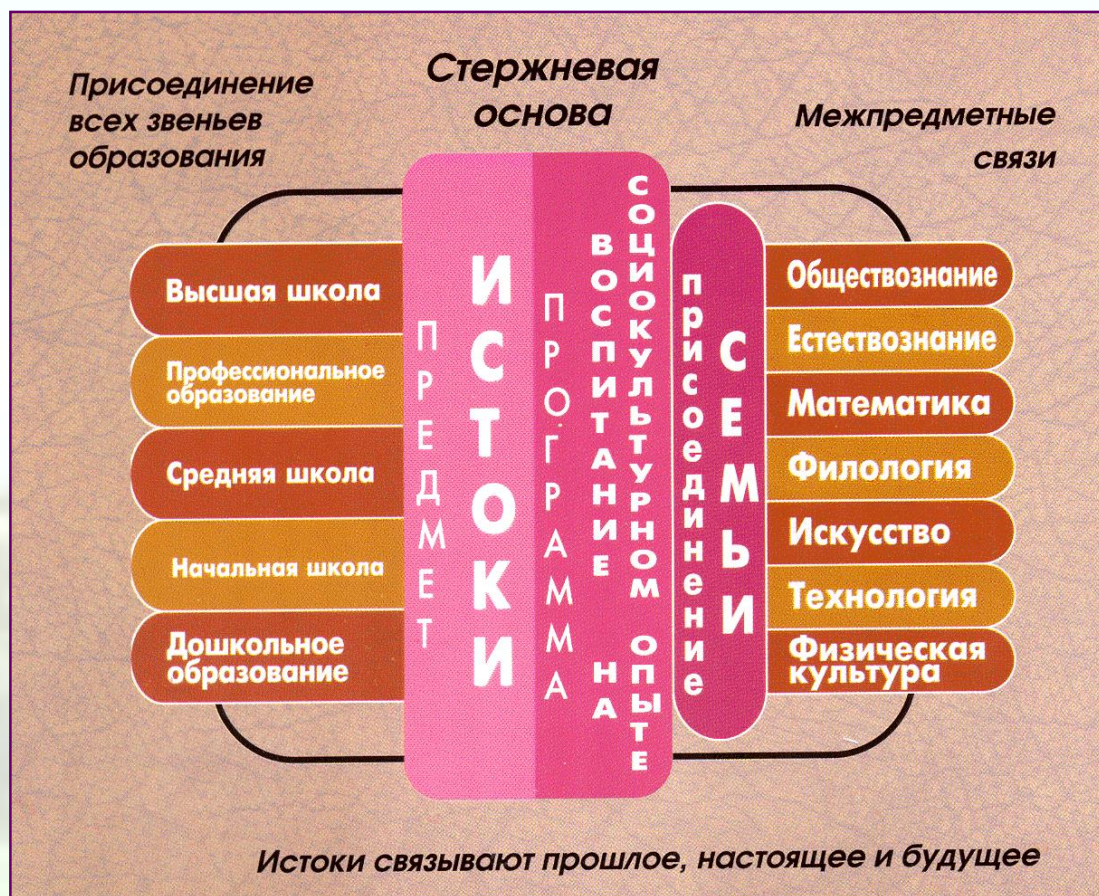 Присоединение
всех звеньев
образования
Стержневая
основа
Межпредметные
связи
Высшая школа
Профессиональное
образование
Средняя школа
Начальная школа
Дошкольное
образование
ПРЕДМЕТ
ИСТОКИ
ПРОГРАММА
ВОСПИТАНИЕ НА
СОЦИОКУЛЬТУРНОМ ОПЫТЕ
присоединение
СЕМЬИ
Обществознание
Естествознание
Математика
Филология
Искусство
Технология
Физическая
культура
Истоки связывают прошлое, настоящее и будущее